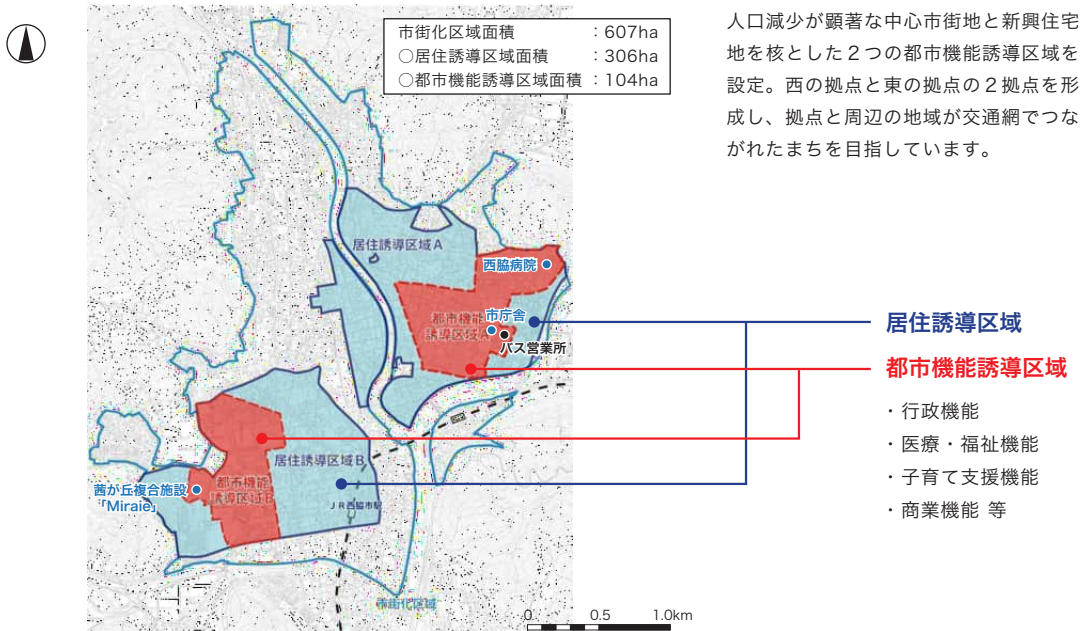 市街化区域面積 : 607ha
○居住誘導区域面積 : 306ha
○都市機能誘導区域面積 : 104ha
人口減少が顕著な中心市街地と新興住宅
地を核とした2つの都市機能誘導区域を
設定。西の拠点と東の拠点の2拠点を形
成し、拠点と周辺の地域が交通網でつな
がれたまちを目指しています。
居住誘導区域A
西脇病院
都市機能
誘導区域A
市庁舎
バス営業所
居住誘導区域
都市機能誘導区域
・行政機能
・医療・福祉機能
・子育て支援機能
・商業機能 等
居住誘導区域B
都市機能
誘導区域B
茜が丘複合施設
「Miraie」
JR西脇市駅
市街化区域
0 0.5 1.0km